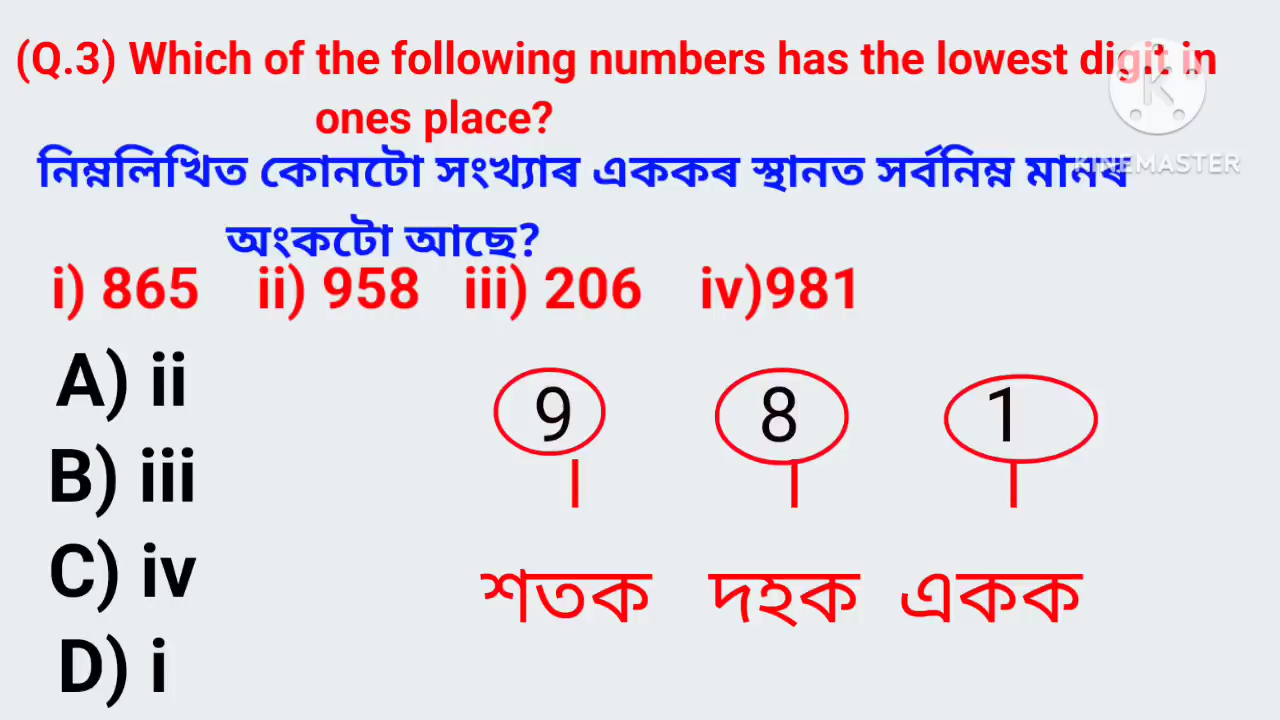 (Q.3) Which of the following numbers has the lowest digit in
ones place?
নিম্নলিখিত কোনটো সংখ্যাৰ এককৰ স্থানত সৰ্বনিম্ন মানৰ
অংকটো আছে?
i) 865 ii) 958 iii) 206 iv)981
A) ii
B) iii
C) iv
D) i
9 8 1
শতক দহক একক
K
KINEMASTER